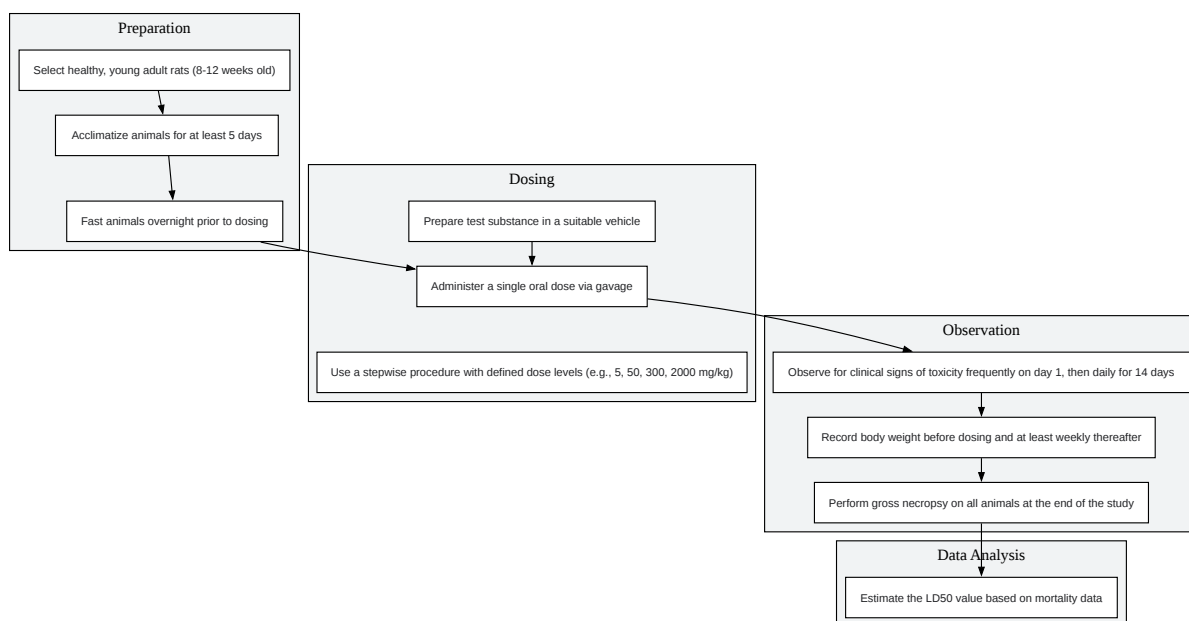 Preparation
Select healthy, young adult rats (8-12 weeks old)
Acclimatize animals for at least 5 days
Fast animals overnight prior to dosing
Dosing
Prepare test substance in a suitable vehicle
Administer a single oral dose via gavage
Use a stepwise procedure with defined dose levels (e.g., 5, 50, 300, 2000 mg/kg)
Observation
Observe for clinical signs of toxicity frequently on day 1, then daily for 14 days
Record body weight before dosing and at least weekly thereafter
Perform gross necropsy on all animals at the end of the study
Data Analysis
Estimate the LD50 value based on mortality data